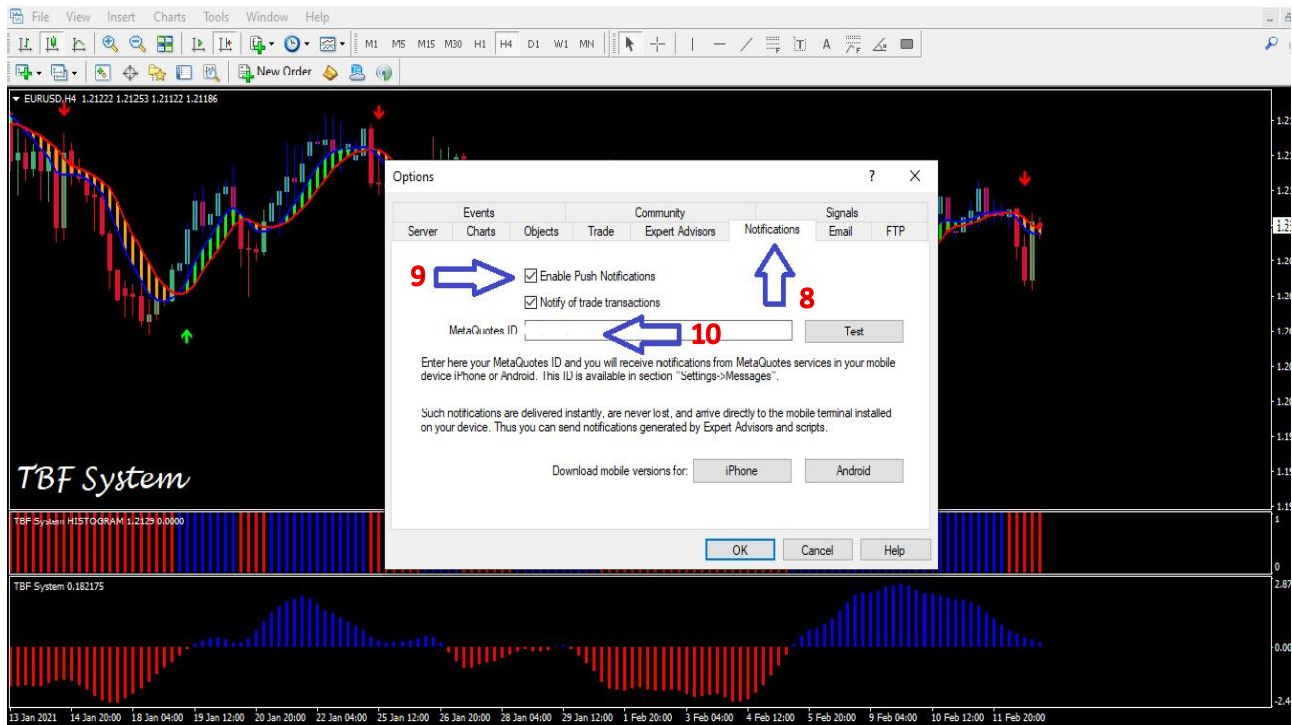 File View Insert Charts Tools Window Help
M1 M5 M15 M30 H1 H4 D1 W1 MN A
New Order
EURUSD,H4 1.21222 1.21253 1.21122 1.21186
Options ? X
Events Community Signals
Server Charts Objects Trade Expert Advisors Notifications Email FTP
9 Enable Push Notifications
8
Notify of trade transactions
MetaQuotes ID 10 Test
Enter here your MetaQuotes ID and you will receive notifications from MetaQuotes services in your mobile
device iPhone or Android. This ID is available in section "Settings->Messages".
Such notifications are delivered instantly, are never lost, and arrive directly to the mobile terminal installed
on your device. Thus you can send notifications generated by Expert Advisors and scripts.
Download mobile versions for: iPhone Android
TBF System
OK Cancel Help
TBF System HISTOGRAM 1.2129 0.0000
1
0
TBF System 0.182175
2.87
0.00
-2.44
13 Jan 2021 14 Jan 20:00 18 Jan 04:00 19 Jan 12:00 20 Jan 20:00 22 Jan 04:00 25 Jan 12:00 26 Jan 20:00 28 Jan 04:00 29 Jan 12:00 1 Feb 20:00 3 Feb 04:00 4 Feb 12:00 5 Feb 20:00 9 Feb 04:00 10 Feb 12:00 11 Feb 20:00